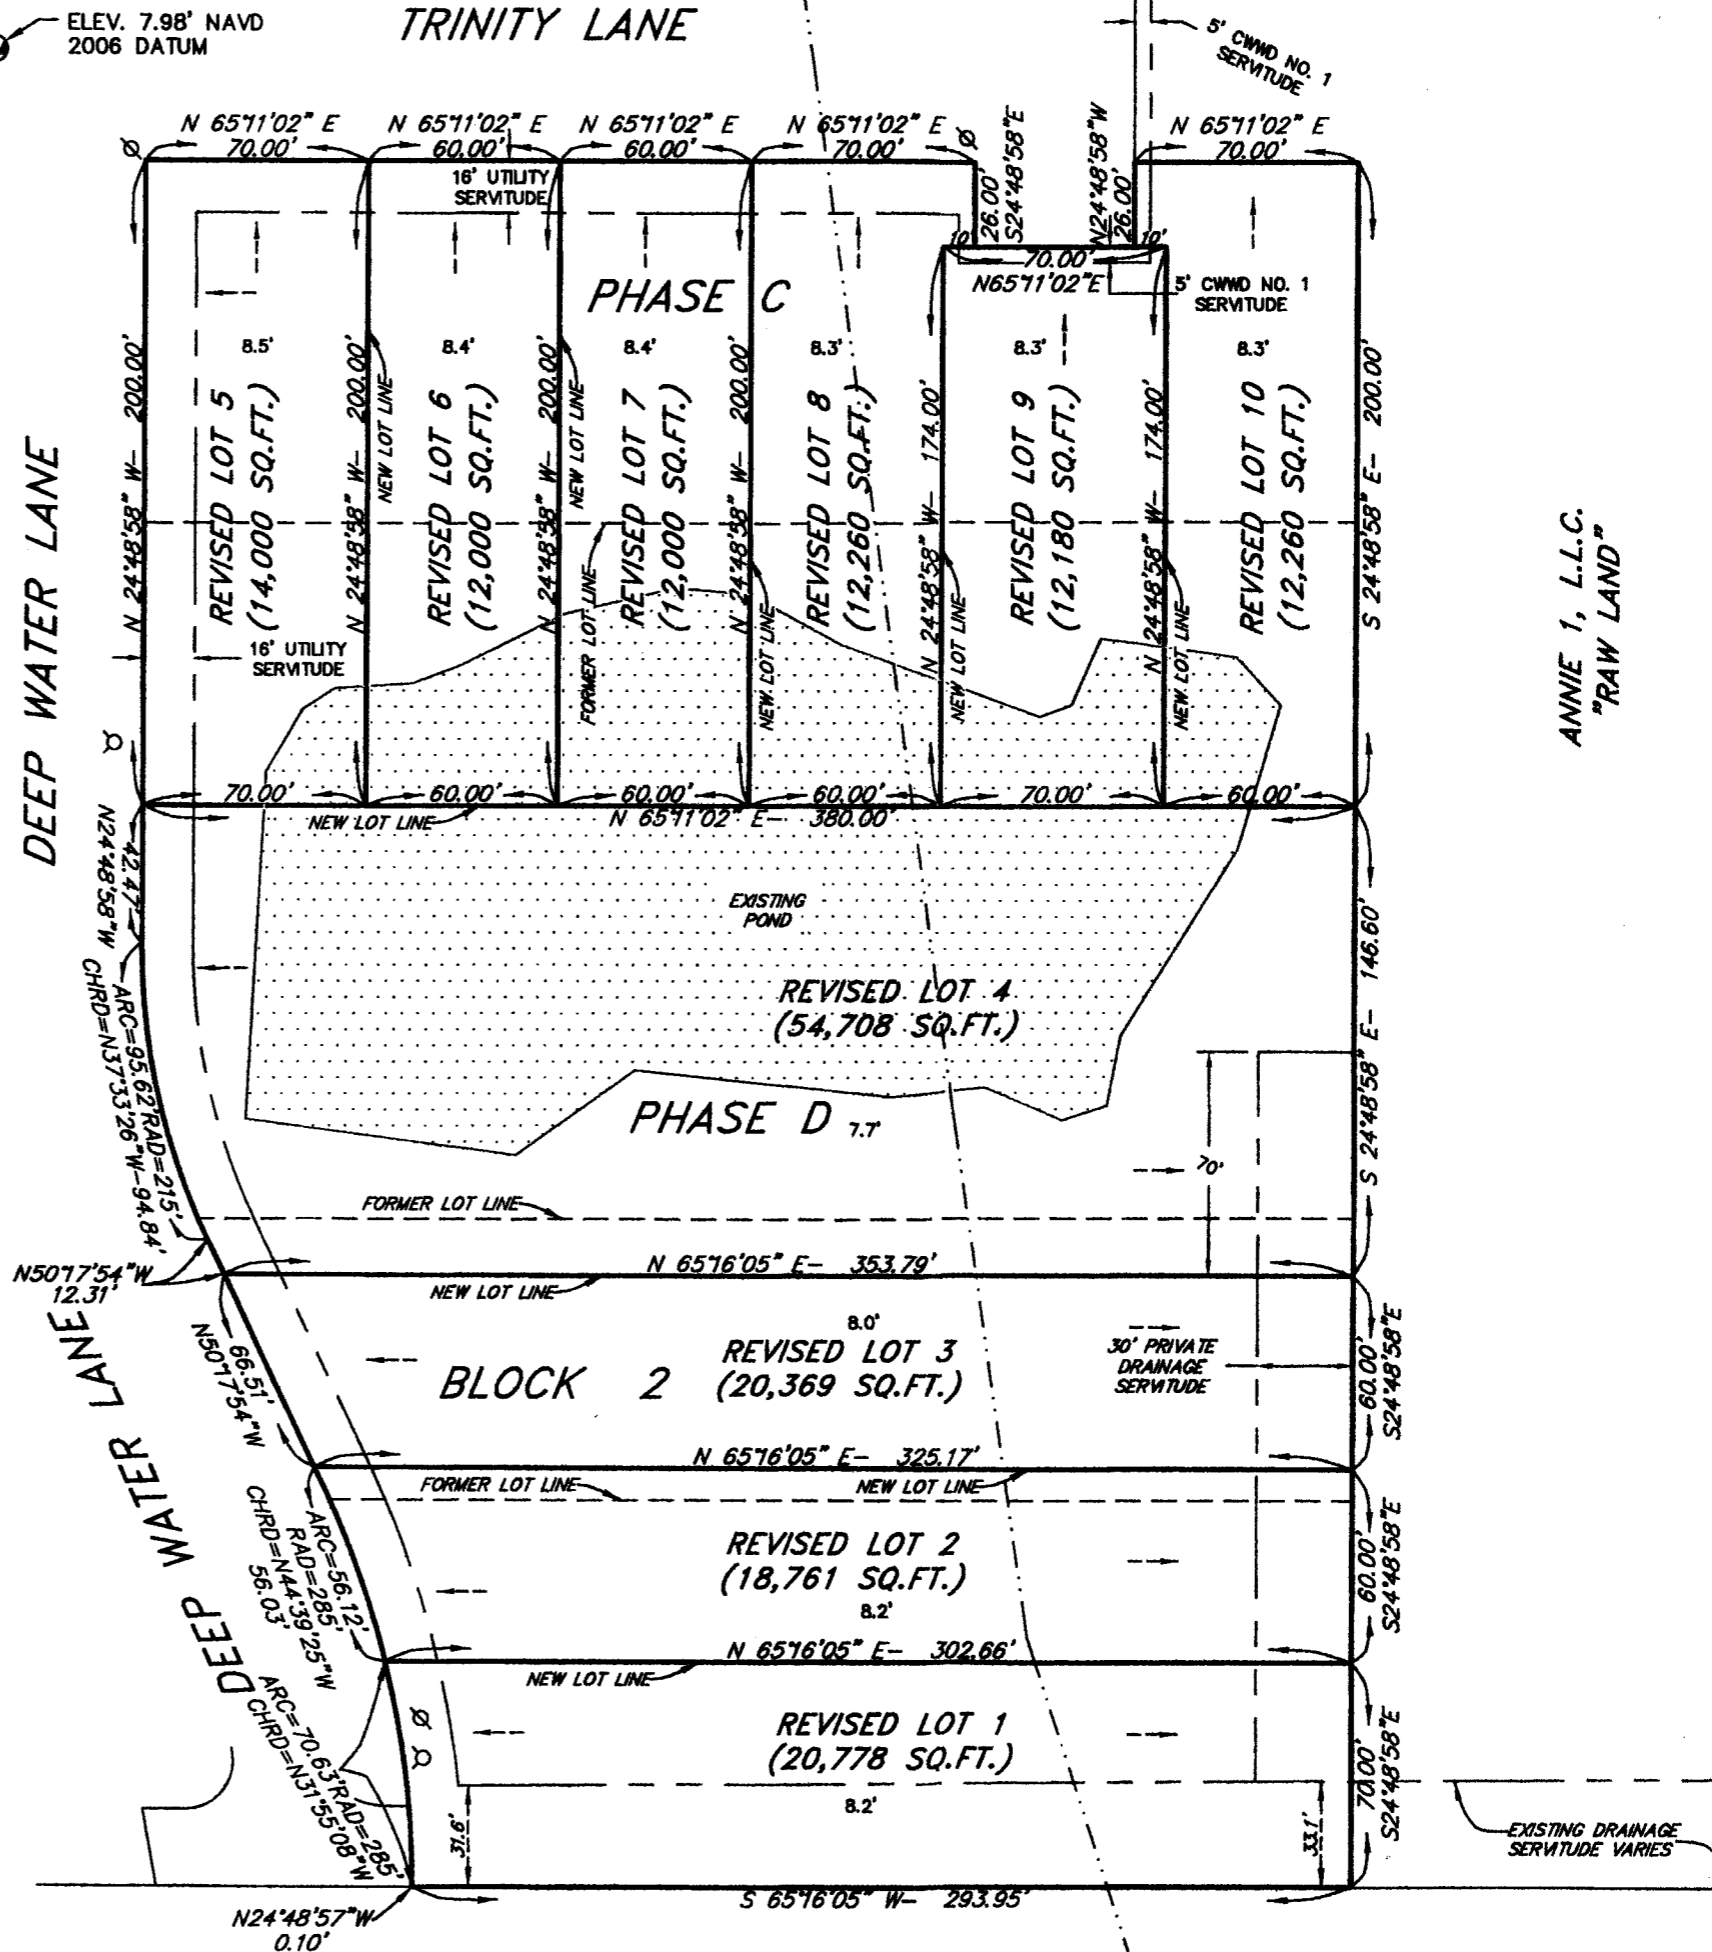 ELEV. 7.98' NAVD
2006 DATUM
TRINITY LANE
5' CWWD NO. 1
SERVITUDE
N 65°11'02" E
70.00'
N 65°11'02" E
60.00'
N 65°11'02" E
60.00'
N 65°11'02" E
70.00'
26.00'
S24°48'58"E
N24°48'58"W
26.00'
N 65°11'02" E
70.00'
16' UTILITY
SERVITUDE
10'
70.00'
10'
N65°11'02"E
5' CWWD NO. 1
SERVITUDE
PHASE C
8.5'
8.4'
8.4'
8.3'
8.3'
8.3'
DEEP WATER LANE
N 24°48'58" W- 200.00'
REVISED LOT 5
(14,000 SQ.FT.)
N 24°48'58" W- 200.00'
NEW LOT LINE
REVISED LOT 6
(12,000 SQ.FT.)
N 24°48'58" W- 200.00'
NEW LOT LINE
FORMER LOT LINE
REVISED LOT 7
(12,000 SQ.FT.)
N 24°48'58" W- 200.00'
NEW LOT LINE
REVISED LOT 8
(12,260 SQ.FT.)
N 24°48'58" W- 174.00'
NEW LOT LINE
REVISED LOT 9
(12,180 SQ.FT.)
N 24°48'58" W- 174.00'
NEW LOT LINE
REVISED LOT 10
(12,260 SQ.FT.)
S 24°48'58" E- 200.00'
ANNIE 1, L.L.C.
"RAW LAND"
16' UTILITY
SERVITUDE
70.00'
60.00'
60.00'
60.00'
70.00'
60.00'
NEW LOT LINE
N 65°11'02" E- 380.00'
42.47'
N24°48'58"W
EXISTING
POND
REVISED LOT 4
(54,708 SQ.FT.)
S 24°48'58" E- 146.60'
ARC=95.62'RAD=215'
CHRD=N37°33'26"W-94.84'
PHASE D
7.7'
70'
FORMER LOT LINE
N50°17'54"W
12.31'
N 65°16'05" E- 353.79'
NEW LOT LINE
8.0'
REVISED LOT 3
(20,369 SQ.FT.)
BLOCK 2
30' PRIVATE
DRAINAGE
SERVITUDE
60.00'
S24°48'58"E
66.51'
N50°17'54"W
DEEP WATER LANE
N 65°16'05" E- 325.17'
FORMER LOT LINE
NEW LOT LINE
REVISED LOT 2
(18,761 SQ.FT.)
8.2'
60.00'
S24°48'58"E
ARC=56.12'
RAD=285'
CHRD=N44°39'25"W
56.03'
DEEP
N 65°16'05" E- 302.66'
NEW LOT LINE
REVISED LOT 1
(20,778 SQ.FT.)
8.2'
70.00'
S24°48'58"E
ARC=70.63'RAD=285'
CHRD=N31°55'08"W
31.6'
33.1'
EXISTING DRAINAGE
SERVITUDE VARIES
S 65°16'05" W- 293.95'
N24°48'57"W
0.10'